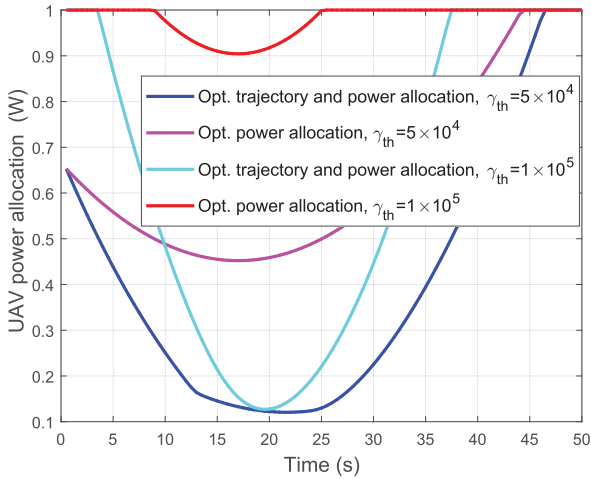 UAV power allocation (W)
1
0.9
0.8
0.7
0.6
0.5
0.4
0.3
0.2
0.1
Opt. trajectory and power allocation, γth=5×10^4
Opt. power allocation, γth=5×10^4
Opt. trajectory and power allocation, γth=1×10^5
Opt. power allocation, γth=1×10^5
0 5 10 15 20 25 30 35 40 45 50
Time (s)